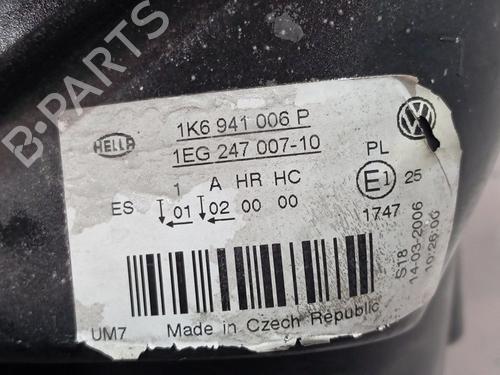 B-PARTS
HELLA
1K6 941 006 P
1EG 247 007-10
1 A HR HC PL
ES 01 02 00 00 E1 25
1747
S18
14-03-2006
10:26:00
UM7 Made in Czech Republic